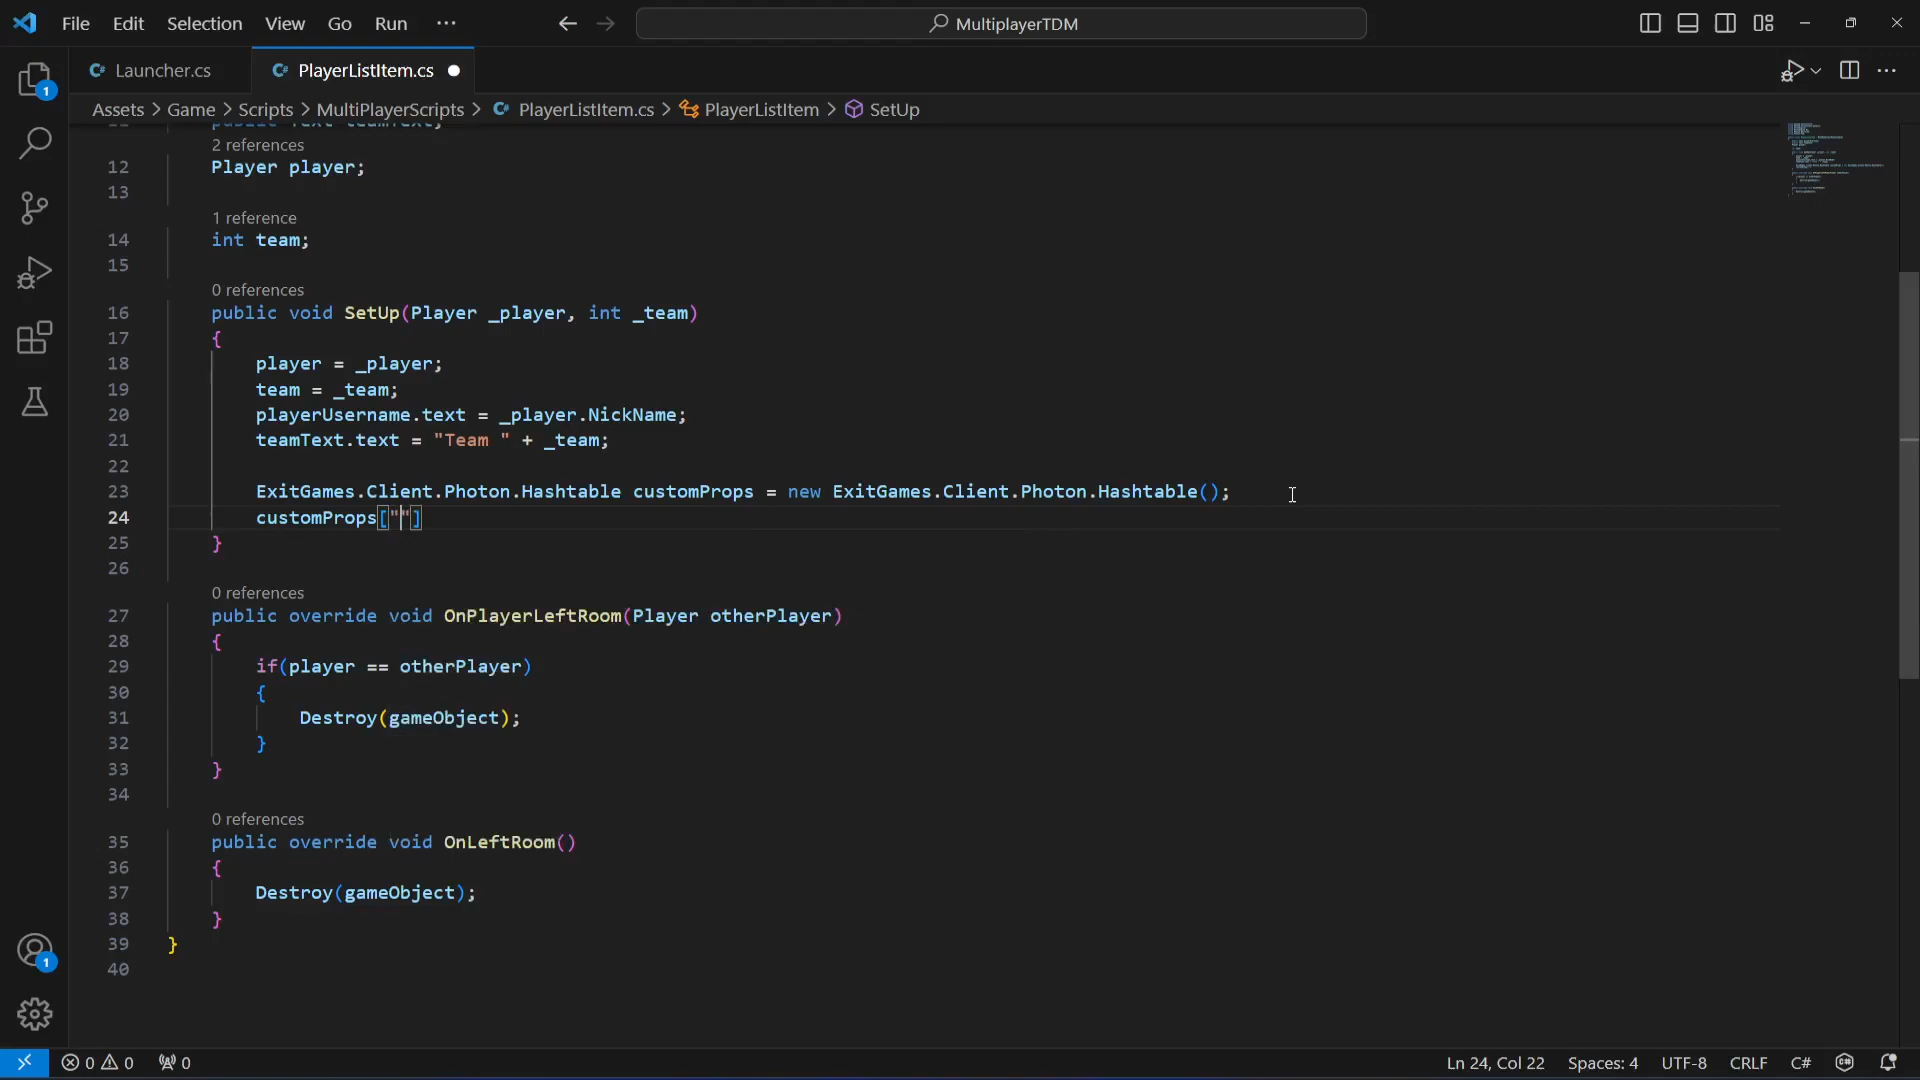 File Edit Selection View Go Run ··· MultiplayerTDM
Launcher.cs PlayerListItem.cs
Assets > Game > Scripts > MultiPlayerScripts > PlayerListItem.cs > PlayerListItem > SetUp
2 references
12 Player player;
13
1 reference
14 int team;
15
0 references
16 public void SetUp(Player _player, int _team)
17 {
18 player = _player;
19 team = _team;
20 playerUsername.text = _player.NickName;
21 teamText.text = "Team " + _team;
22
23 ExitGames.Client.Photon.Hashtable customProps = new ExitGames.Client.Photon.Hashtable();
24 customProps[""]
25 }
26
0 references
27 public override void OnPlayerLeftRoom(Player otherPlayer)
28 {
29 if(player == otherPlayer)
30 {
31 Destroy(gameObject);
32 }
33 }
34
0 references
35 public override void OnLeftRoom()
36 {
37 Destroy(gameObject);
38 }
39 }
40
1
1
0 0 0 Ln 24, Col 22 Spaces: 4 UTF-8 CRLF C#